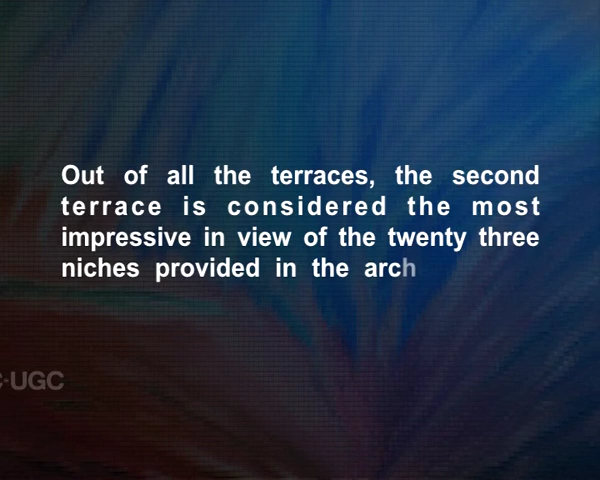 Out of all the terraces, the second
terrace is considered the most
impressive in view of the twenty three
niches provided in the arch
C-UGC